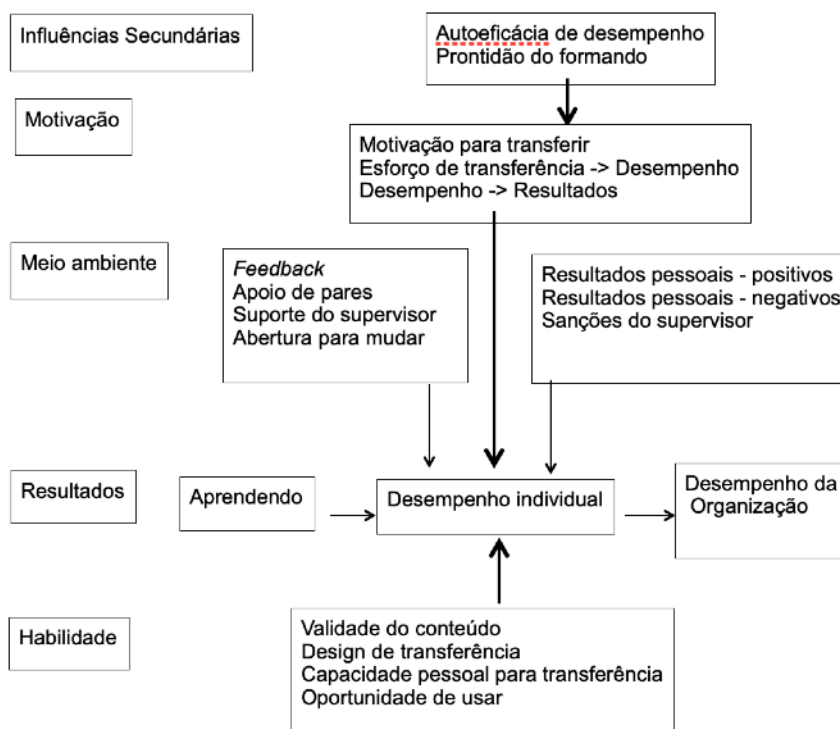 Influências Secundárias
Autoeficácia de desempenho
Prontidão do formando
Motivação
Motivação para transferir
Esforço de transferência -> Desempenho
Desempenho -> Resultados
Meio ambiente
Feedback
Apoio de pares
Suporte do supervisor
Abertura para mudar
Resultados pessoais - positivos
Resultados pessoais - negativos
Sanções do supervisor
Resultados
Aprendendo
Desempenho individual
Desempenho da
Organização
Habilidade
Validade do conteúdo
Design de transferência
Capacidade pessoal para transferência
Oportunidade de usar